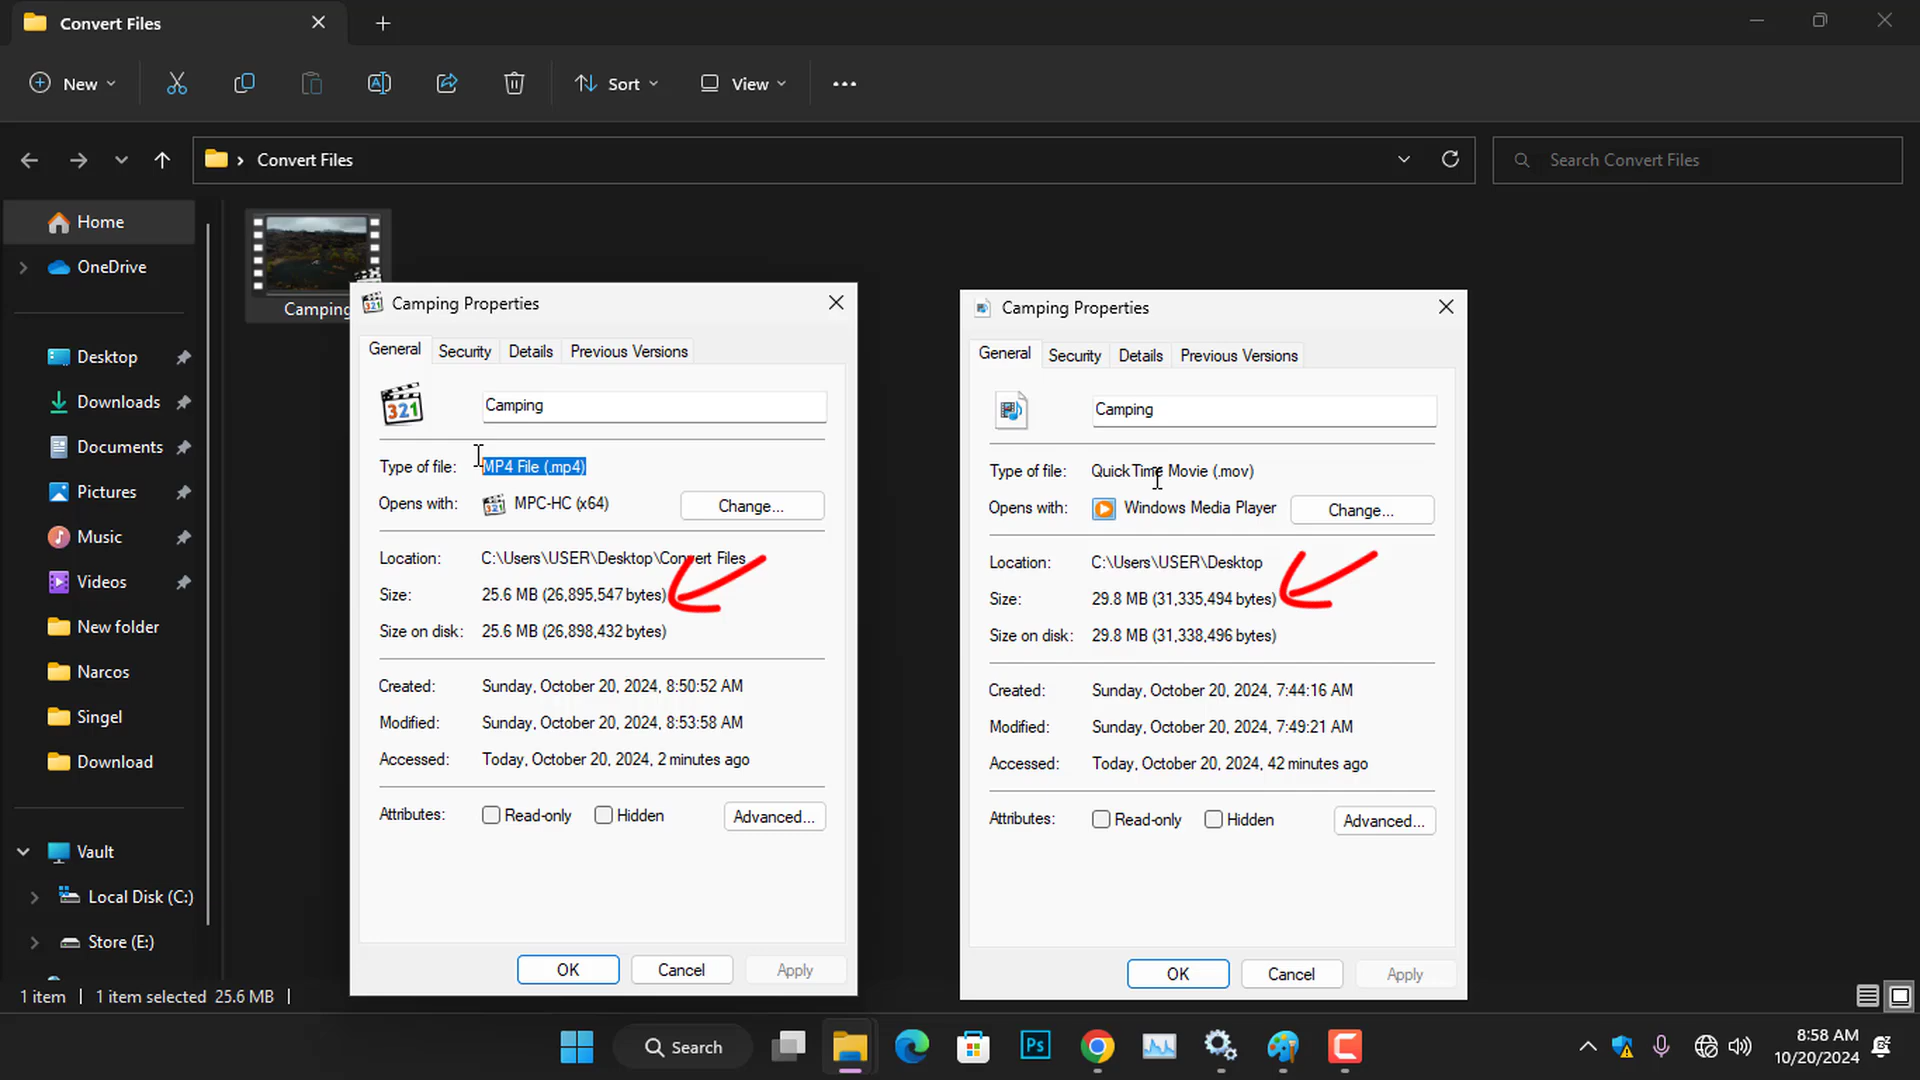 Convert Files
New
Sort
View
Convert Files
Search Convert Files
Home
OneDrive
Desktop
Downloads
Documents
Pictures
Music
Videos
New folder
Narcos
Singel
Download
Vault
Local Disk (C:)
Store (E:)
Camping
321
Camping Properties
General
Security
Details
Previous Versions
321
Camping
Type of file:
MP4 File (.mp4)
Opens with:
MPC-HC (x64)
Change...
Location:
C:\Users\USER\Desktop\Convert Files
Size:
25.6 MB (26,895,547 bytes)
Size on disk:
25.6 MB (26,898,432 bytes)
Created:
Sunday, October 20, 2024, 8:50:52 AM
Modified:
Sunday, October 20, 2024, 8:53:58 AM
Accessed:
Today, October 20, 2024, 2 minutes ago
Attributes:
Read-only
Hidden
Advanced...
OK
Cancel
Apply
Camping Properties
General
Security
Details
Previous Versions
Camping
Type of file:
QuickTime Movie (.mov)
Opens with:
Windows Media Player
Change...
Location:
C:\Users\USER\Desktop
Size:
29.8 MB (31,335,494 bytes)
Size on disk:
29.8 MB (31,338,496 bytes)
Created:
Sunday, October 20, 2024, 7:44:16 AM
Modified:
Sunday, October 20, 2024, 7:49:21 AM
Accessed:
Today, October 20, 2024, 42 minutes ago
Attributes:
Read-only
Hidden
Advanced...
OK
Cancel
Apply
1 item
1 item selected 25.6 MB
Search
Ps
8:58 AM
10/20/2024